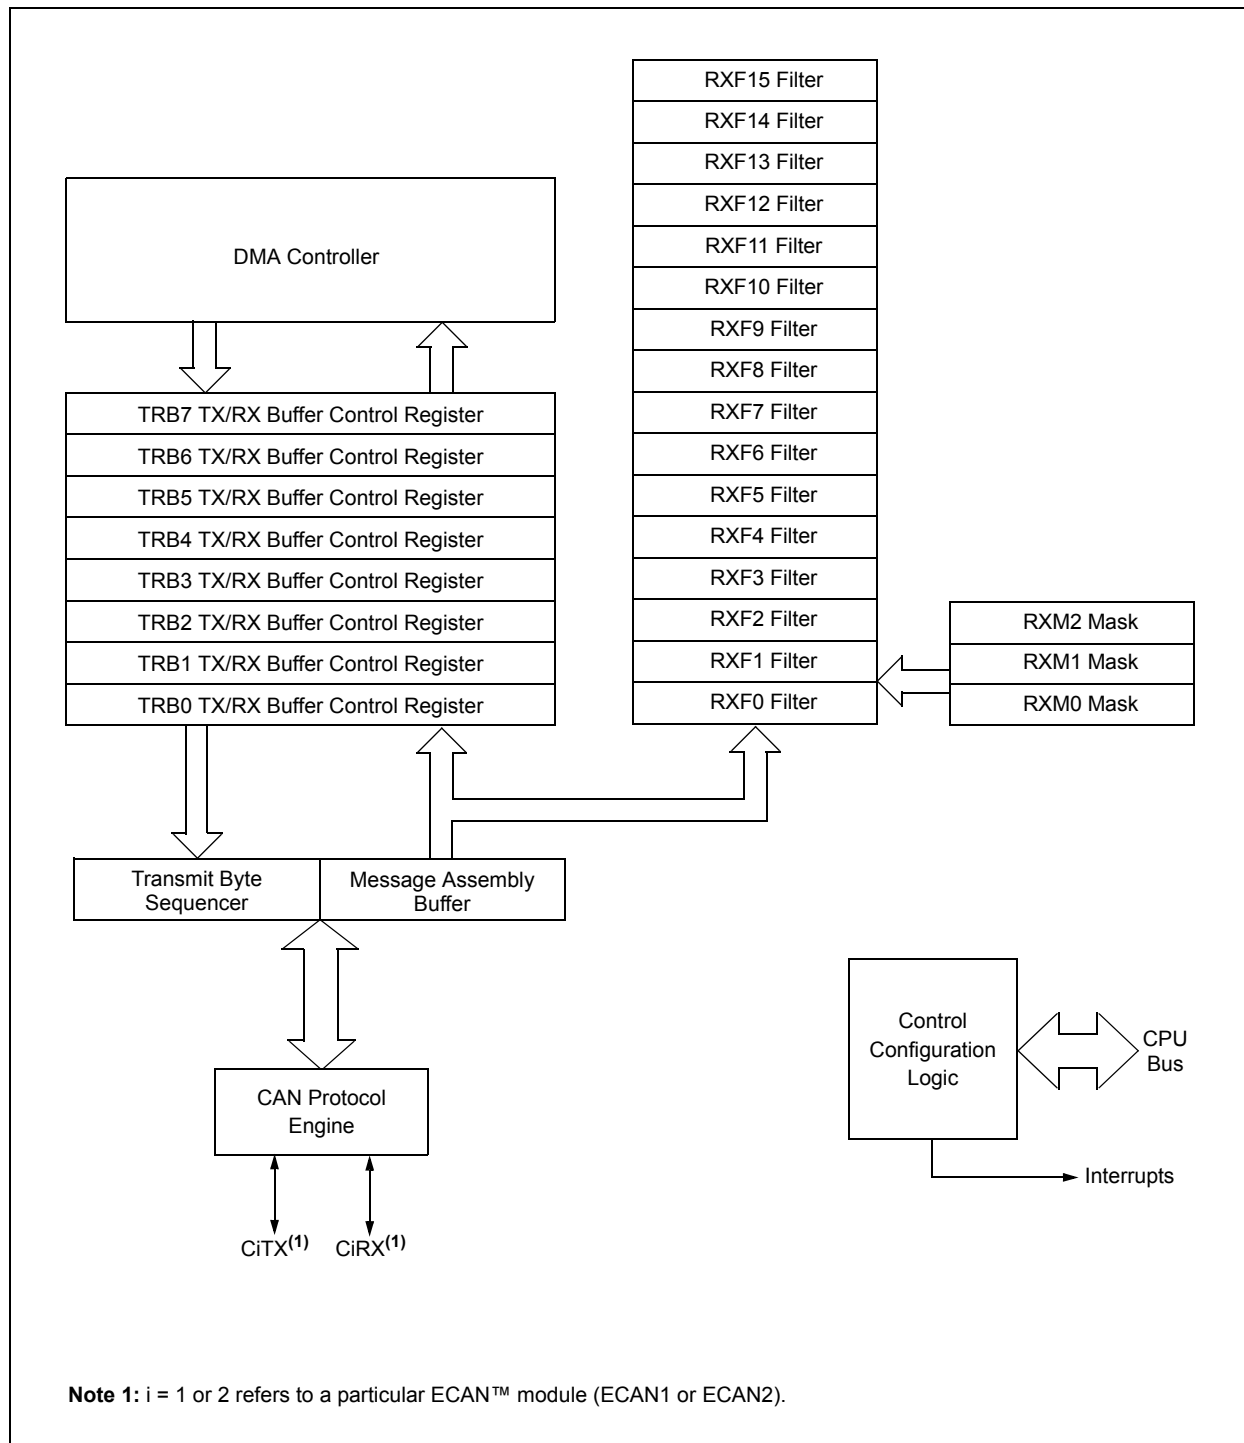 RXF15 Filter
RXF14 Filter
RXF13 Filter
RXF12 Filter
RXF11 Filter
RXF10 Filter
RXF9 Filter
RXF8 Filter
RXF7 Filter
RXF6 Filter
RXF5 Filter
RXF4 Filter
RXF3 Filter
RXF2 Filter
RXF1 Filter
RXF0 Filter
DMA Controller
TRB7 TX/RX Buffer Control Register
TRB6 TX/RX Buffer Control Register
TRB5 TX/RX Buffer Control Register
TRB4 TX/RX Buffer Control Register
TRB3 TX/RX Buffer Control Register
TRB2 TX/RX Buffer Control Register
TRB1 TX/RX Buffer Control Register
TRB0 TX/RX Buffer Control Register
RXM2 Mask
RXM1 Mask
RXM0 Mask
Transmit Byte
Sequencer
Message Assembly
Buffer
Control
Configuration
Logic
CPU
Bus
CAN Protocol
Engine
Interrupts
CiTX(1)
CiRX(1)
Note 1: i = 1 or 2 refers to a particular ECAN™ module (ECAN1 or ECAN2).